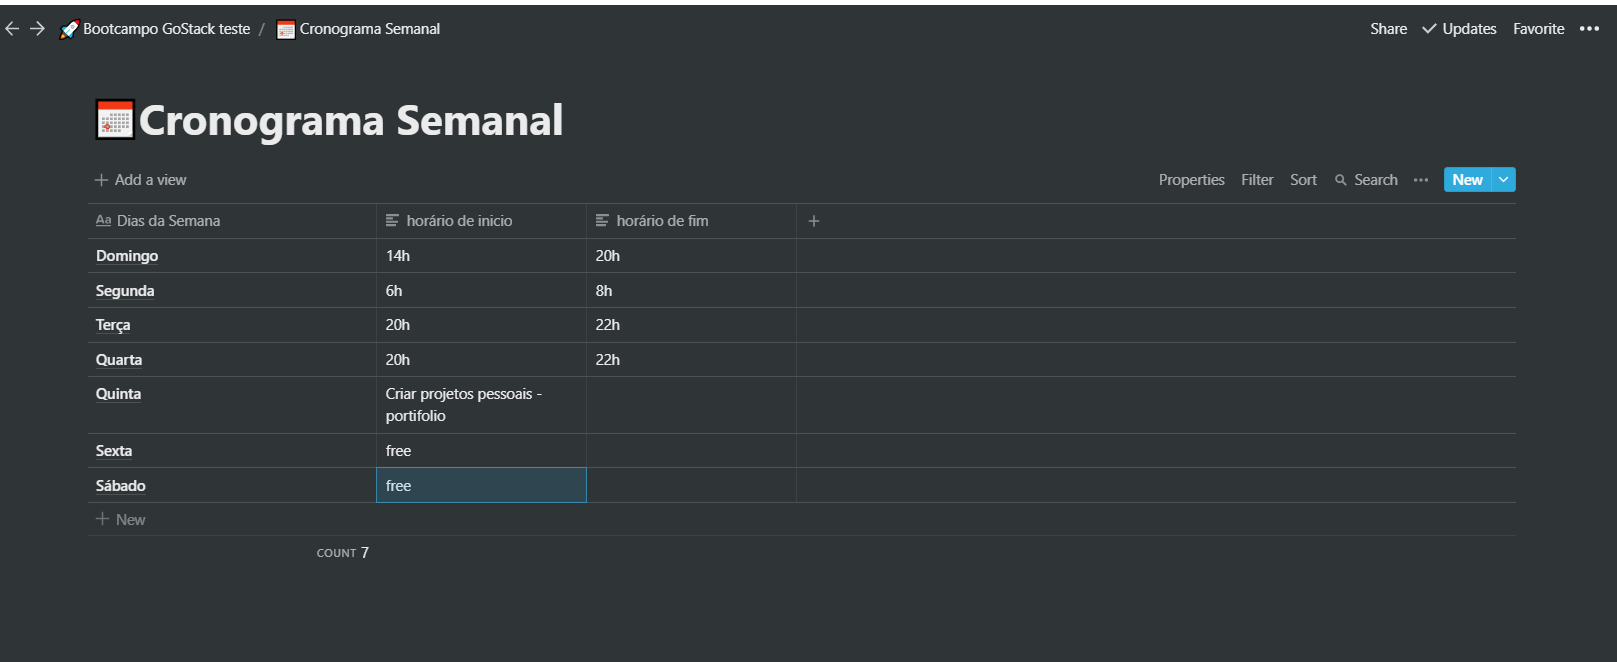 Bootcampo GoStack teste / Cronograma Semanal
Share Updates Favorite
Cronograma Semanal
Add a view
Properties Filter Sort Search New
Aa Dias da Semana horário de inicio horário de fim
Domingo 14h 20h
Segunda 6h 8h
Terça 20h 22h
Quarta 20h 22h
Quinta Criar projetos pessoais -
portifolio
Sexta free
Sábado free
New
COUNT 7